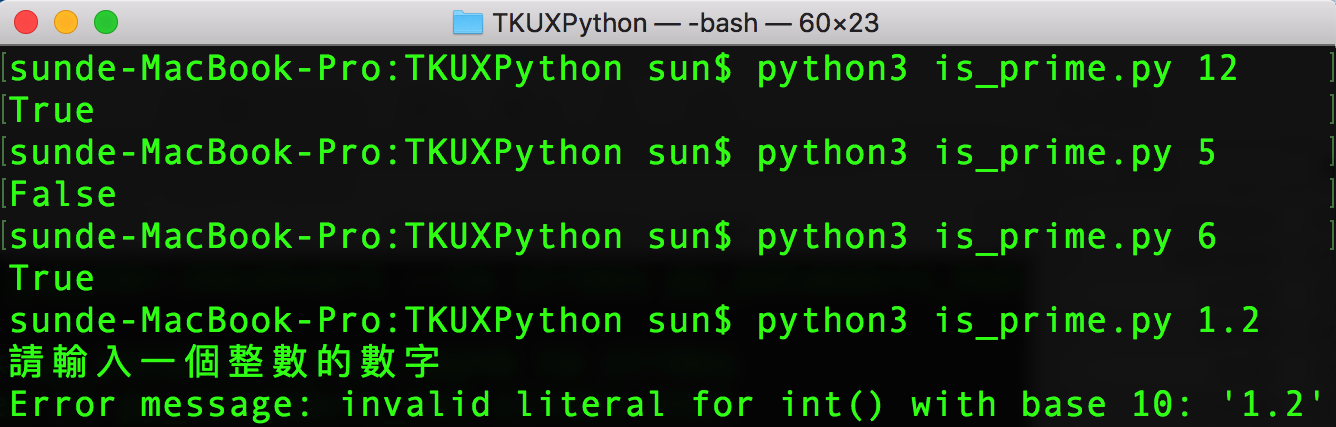 TKUXPython — -bash — 60×23
[sunde-MacBook-Pro:TKUXPython sun$ python3 is_prime.py 12 ]
[True ]
[sunde-MacBook-Pro:TKUXPython sun$ python3 is_prime.py 5 ]
[False ]
[sunde-MacBook-Pro:TKUXPython sun$ python3 is_prime.py 6 ]
True
sunde-MacBook-Pro:TKUXPython sun$ python3 is_prime.py 1.2
請輸入一個整數的數字
Error message: invalid literal for int() with base 10: '1.2'